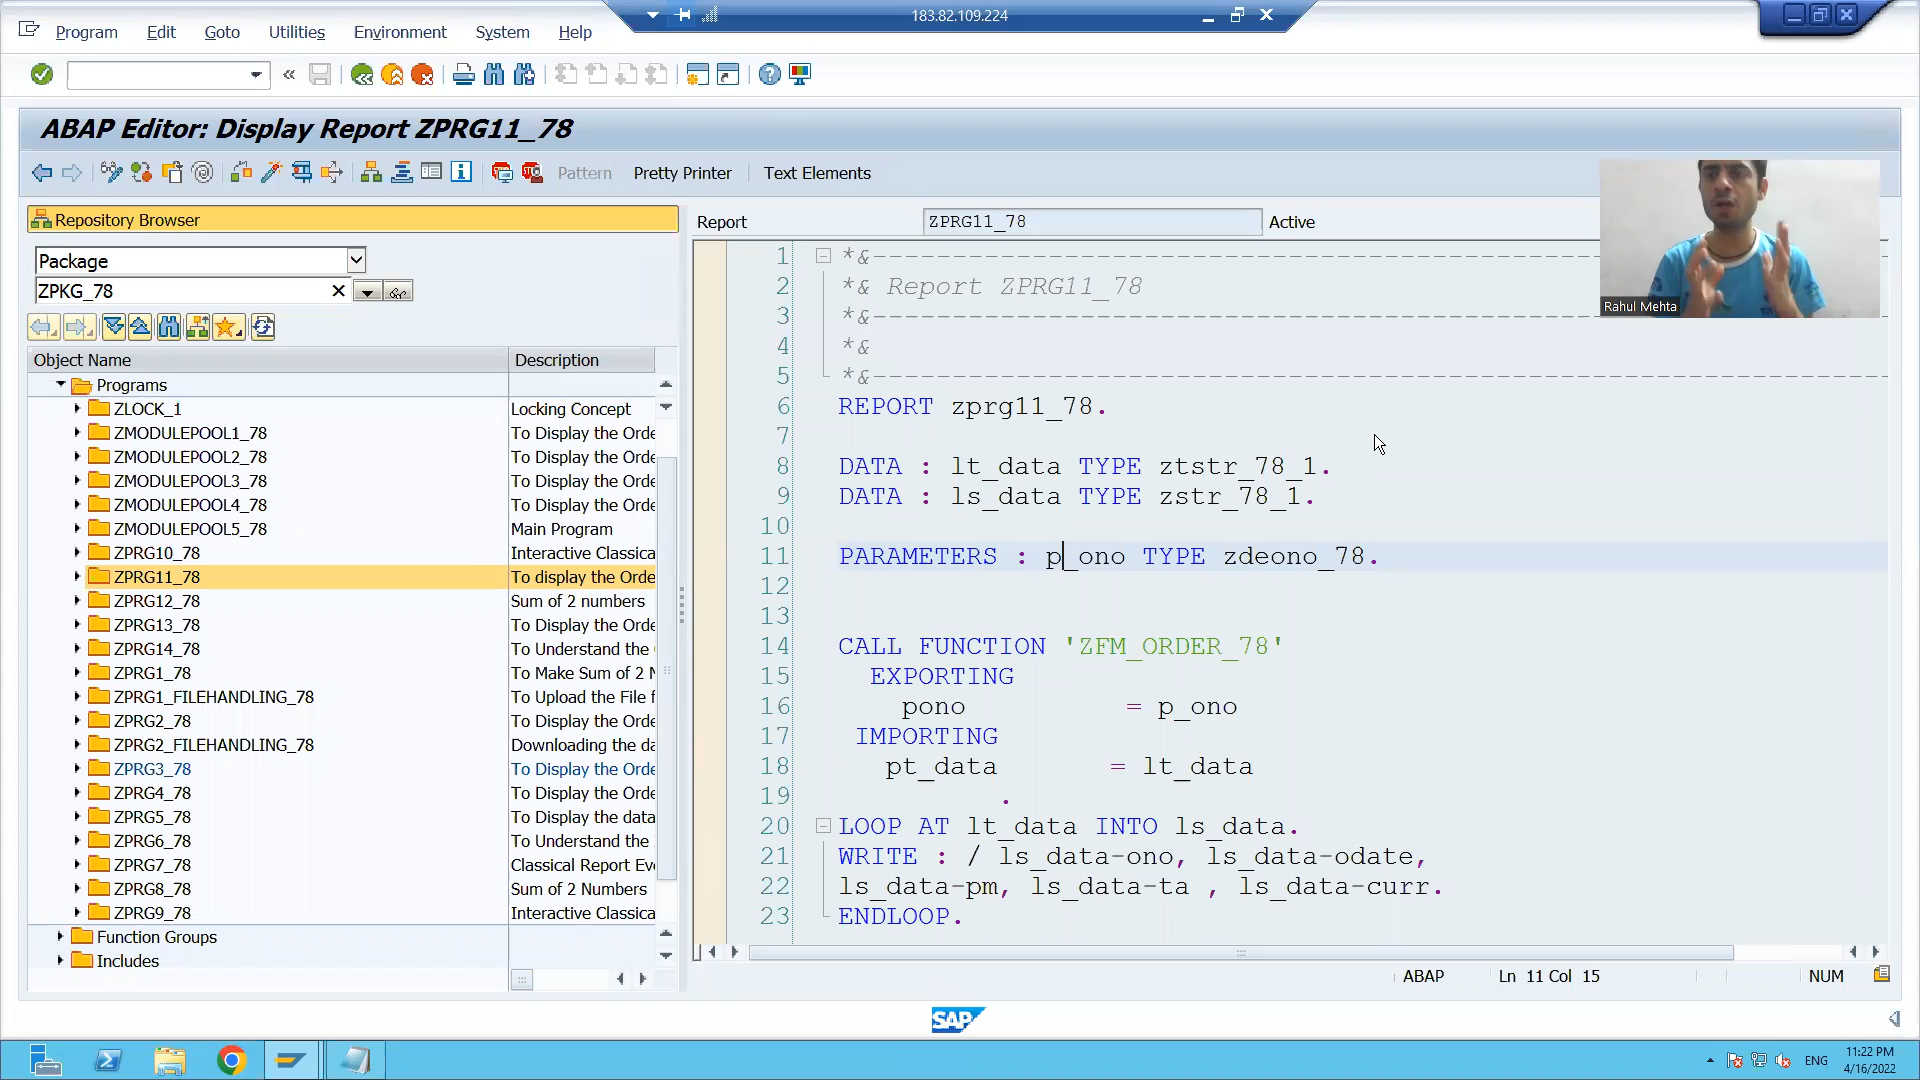 183.82.109.224
Program Edit Goto Utilities Environment System Help
ABAP Editor: Display Report ZPRG11_78
Pattern Pretty Printer Text Elements
Repository Browser
Package
ZPKG_78
Object Name Description
Programs
ZLOCK_1 Locking Concept
ZMODULEPOOL1_78 To Display the Orde
ZMODULEPOOL2_78 To Display the Orde
ZMODULEPOOL3_78 To Display the Orde
ZMODULEPOOL4_78 To Display the Orde
ZMODULEPOOL5_78 Main Program
ZPRG10_78 Interactive Classica
ZPRG11_78 To display the Orde
ZPRG12_78 Sum of 2 numbers
ZPRG13_78 To Display the Orde
ZPRG14_78 To Understand the
ZPRG1_78 To Make Sum of 2 N
ZPRG1_FILEHANDLING_78 To Upload the File f
ZPRG2_78 To Display the Orde
ZPRG2_FILEHANDLING_78 Downloading the da
ZPRG3_78 To Display the Orde
ZPRG4_78 To Display the Orde
ZPRG5_78 To Display the data
ZPRG6_78 To Understand the
ZPRG7_78 Classical Report Eve
ZPRG8_78 Sum of 2 Numbers
ZPRG9_78 Interactive Classica
Function Groups
Includes
Report ZPRG11_78 Active
Rahul Mehta
1 *&---------------------------------------------------------------------
2 *& Report ZPRG11_78
3 *&---------------------------------------------------------------------
4 *&
5 *&---------------------------------------------------------------------
6 REPORT zprg11_78.
7
8 DATA : lt_data TYPE ztstr_78_1.
9 DATA : ls_data TYPE zstr_78_1.
10
11 PARAMETERS : p_ono TYPE zdeono_78.
12
13
14 CALL FUNCTION 'ZFM_ORDER_78'
15 EXPORTING
16 pono = p_ono
17 IMPORTING
18 pt_data = lt_data
19 .
20 LOOP AT lt_data INTO ls_data.
21 WRITE : / ls_data-ono, ls_data-odate,
22 ls_data-pm, ls_data-ta , ls_data-curr.
23 ENDLOOP.
ABAP Ln 11 Col 15 NUM
SAP
ENG
11:22 PM
4/16/2022